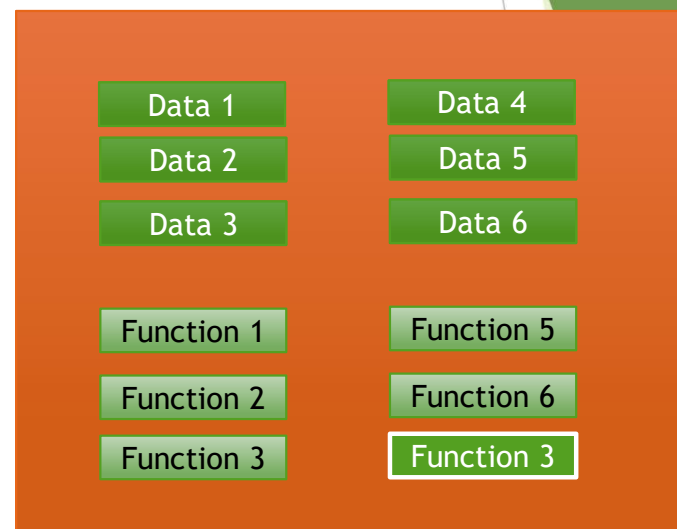 Data 1
Data 4
Data 2
Data 5
Data 3
Data 6
Function 1
Function 5
Function 2
Function 6
Function 3
Function 3